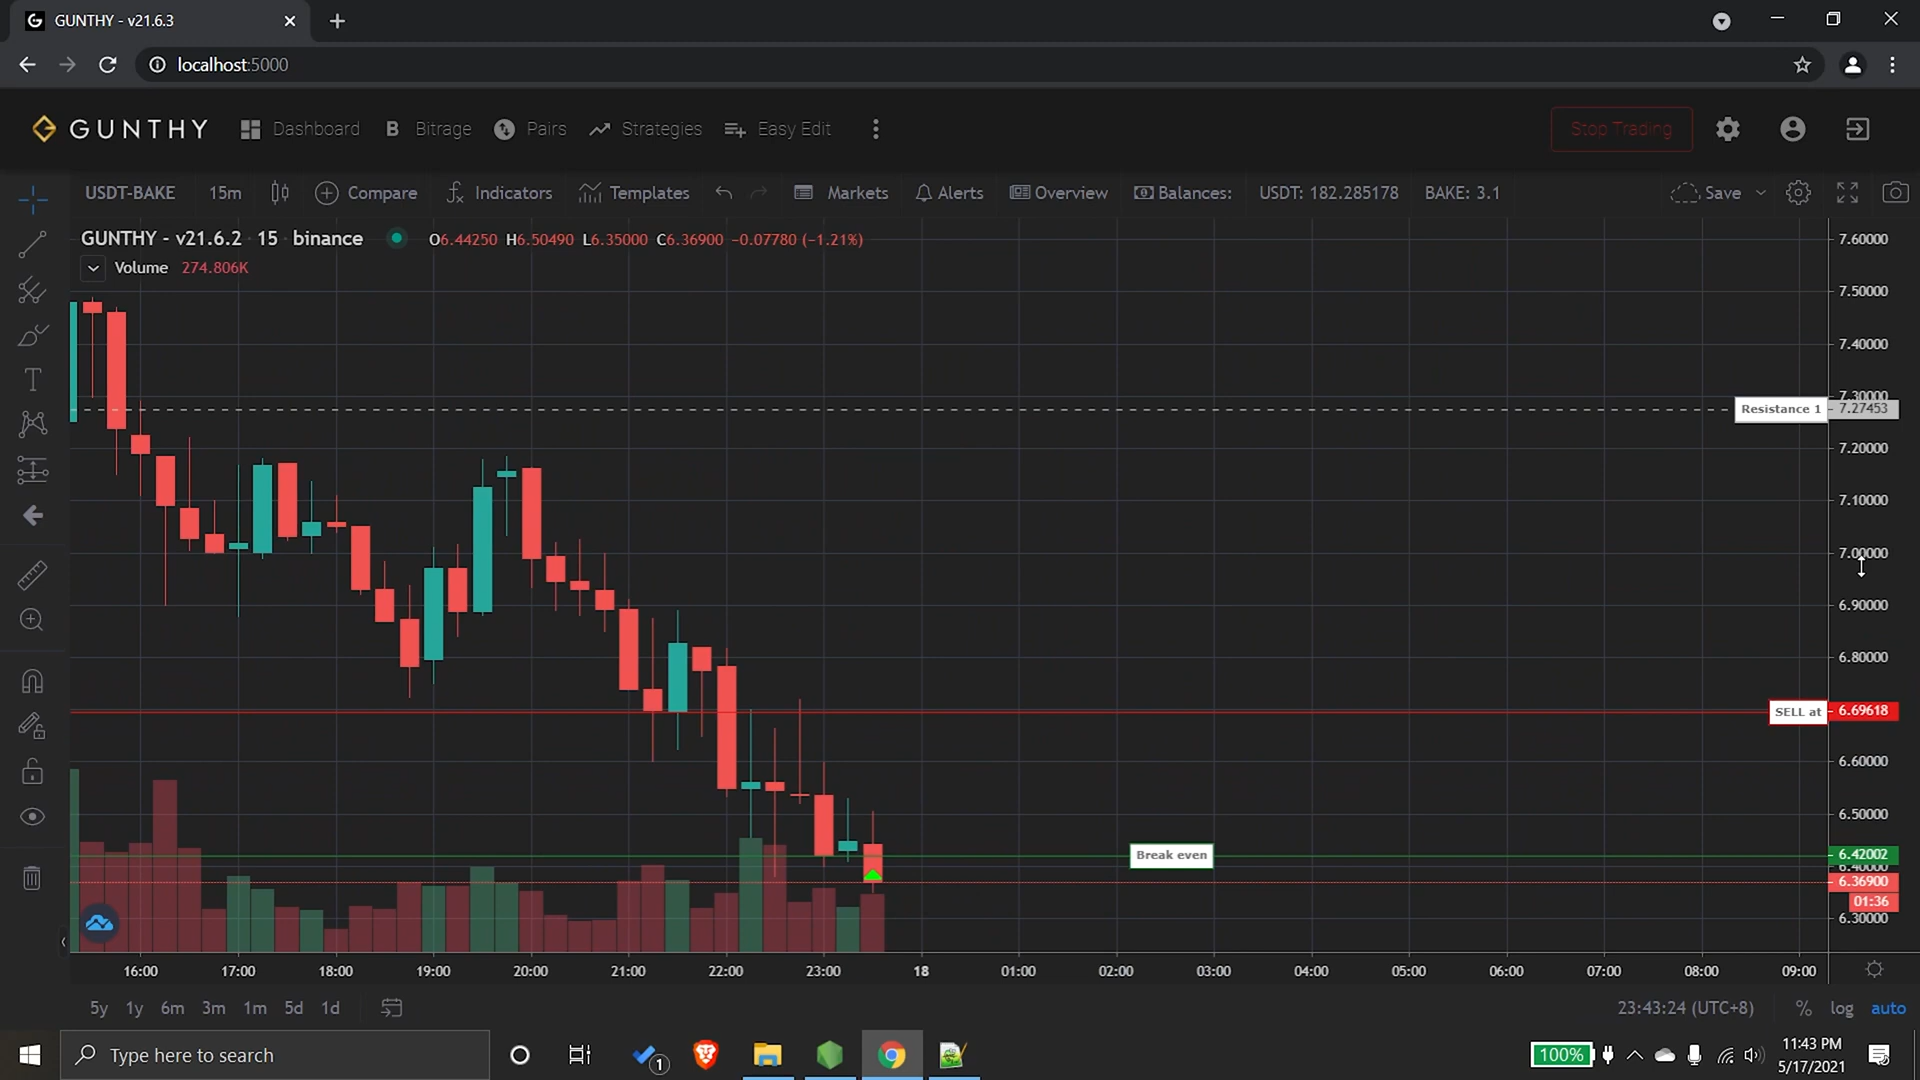 GUNTHY - v21.6.3
localhost:5000
GUNTHY Dashboard Bitrage Pairs Strategies Easy Edit Stop Trading
USDT-BAKE 15m Compare Indicators Templates Markets Alerts Overview Balances: USDT: 182.285178 BAKE: 3.1 Save
GUNTHY - v21.6.2 · 15 · binance O6.44250 H6.50490 L6.35000 C6.36900 −0.07780 (−1.21%)
Volume 274.806K
7.60000
7.50000
7.40000
7.30000
Resistance 1 7.27453
7.20000
7.10000
7.00000
6.90000
6.80000
SELL at 6.69618
6.60000
6.50000
Break even 6.42002
6.40000
6.36900
01:36
6.30000
16:00 17:00 18:00 19:00 20:00 21:00 22:00 23:00 18 01:00 02:00 03:00 04:00 05:00 06:00 07:00 08:00 09:00
5y 1y 6m 3m 1m 5d 1d 23:43:24 (UTC+8) % log auto
Type here to search 1 100% 11:43 PM
5/17/2021